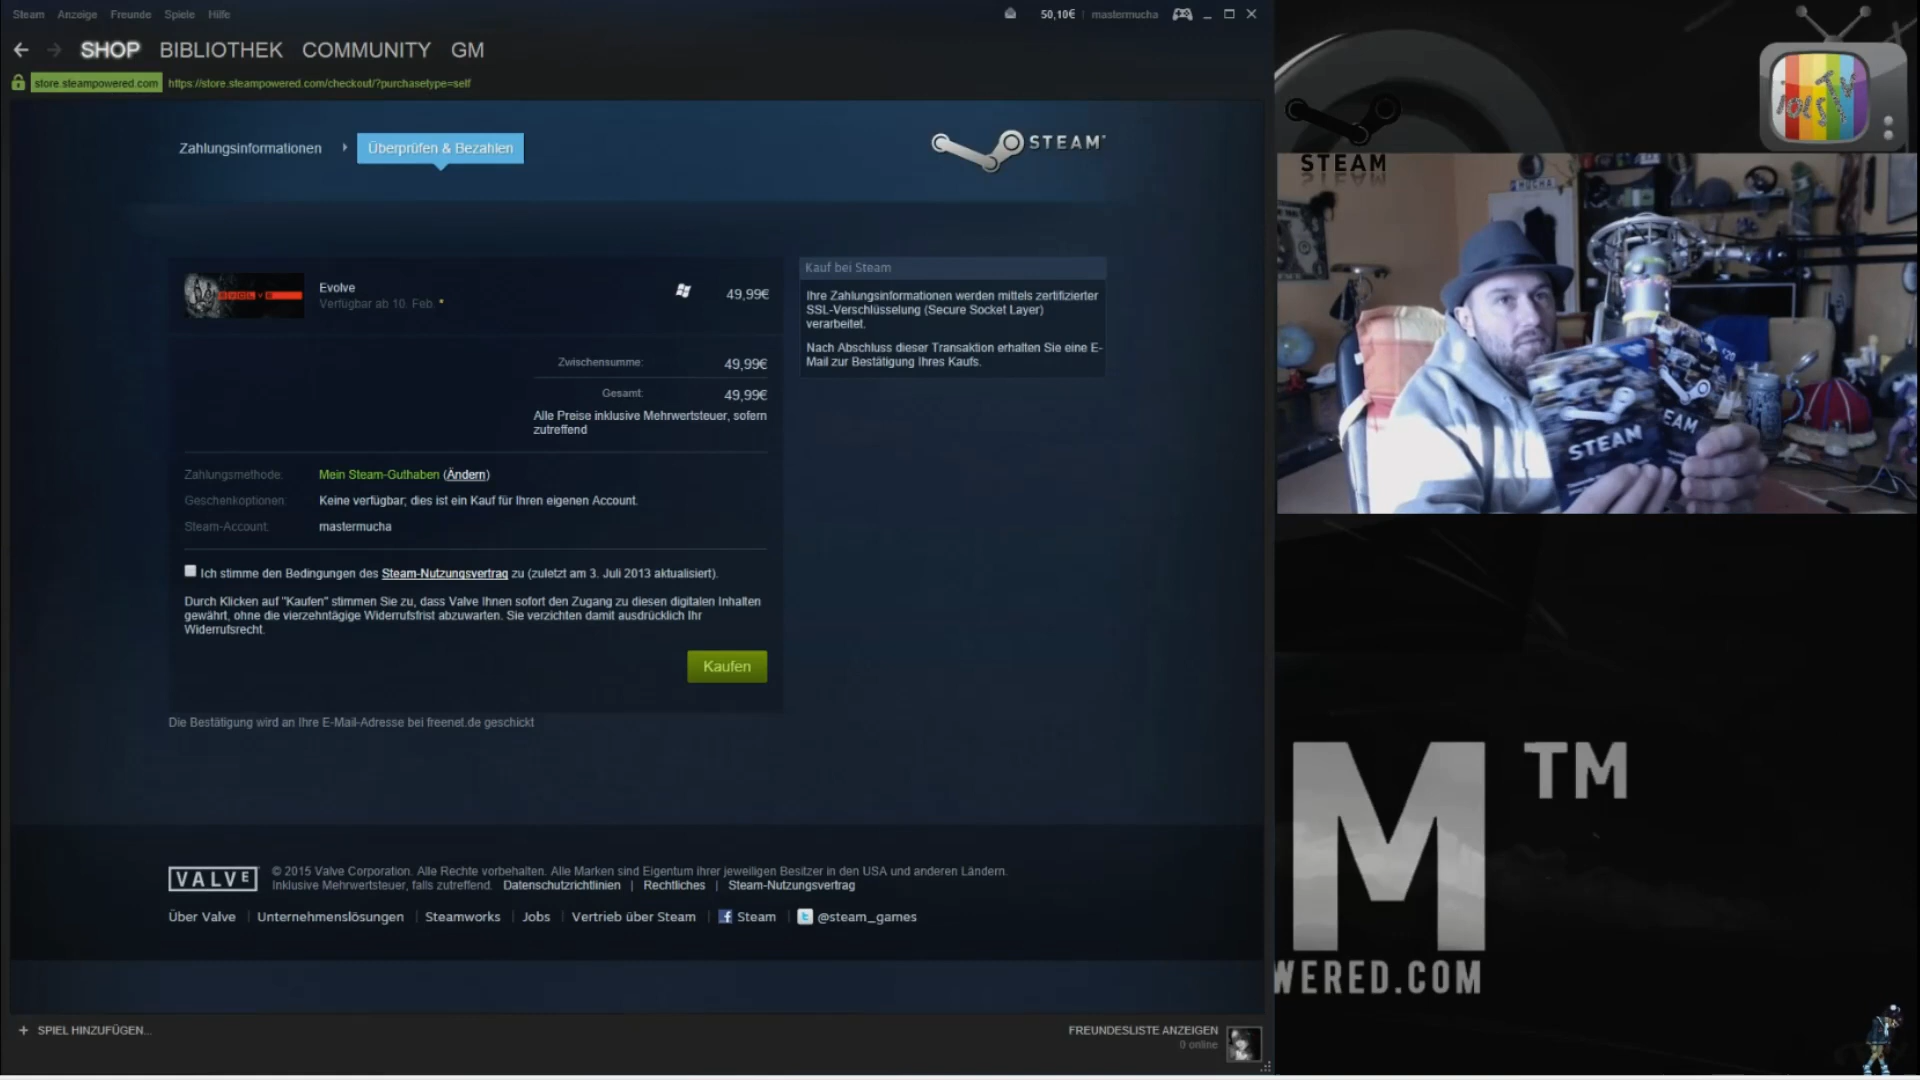 Steam Anzeige Freunde Spiele Hilfe
50,10€ mastermucha
SHOP BIBLIOTHEK COMMUNITY GM
store.steampowered.com https://store.steampowered.com/checkout/?purchasetype=self
Zahlungsinformationen
Überprüfen & Bezahlen
STEAM
Evolve
Verfügbar ab 10. Feb. *
49,99€
Zwischensumme: 49,99€
Gesamt: 49,99€
Alle Preise inklusive Mehrwertsteuer, sofern
zutreffend
Zahlungsmethode: Mein Steam-Guthaben (Ändern)
Geschenkoptionen: Keine verfügbar; dies ist ein Kauf für Ihren eigenen Account.
Steam-Account: mastermucha
Ich stimme den Bedingungen des Steam-Nutzungsvertrag zu (zuletzt am 3. Juli 2013 aktualisiert).
Durch Klicken auf "Kaufen" stimmen Sie zu, dass Valve Ihnen sofort den Zugang zu diesen digitalen Inhalten
gewährt, ohne die vierzehntägige Widerrufsfrist abzuwarten. Sie verzichten damit ausdrücklich Ihr
Widerrufsrecht.
Kaufen
Die Bestätigung wird an Ihre E-Mail-Adresse bei freenet.de geschickt
Kauf bei Steam
Ihre Zahlungsinformationen werden mittels zertifizierter
SSL-Verschlüsselung (Secure Socket Layer)
verarbeitet.
Nach Abschluss dieser Transaktion erhalten Sie eine E-
Mail zur Bestätigung Ihres Kaufs.
VALVE
© 2015 Valve Corporation. Alle Rechte vorbehalten. Alle Marken sind Eigentum ihrer jeweiligen Besitzer in den USA und anderen Ländern.
Inklusive Mehrwertsteuer, falls zutreffend. Datenschutzrichtlinien | Rechtliches | Steam-Nutzungsvertrag
Über Valve | Unternehmenslösungen | Steamworks | Jobs | Vertrieb über Steam | Steam | @steam_games
+ SPIEL HINZUFÜGEN...
FREUNDESLISTE ANZEIGEN
0 online
STEAM
MUCHA
STEAM
EAM
€20
M™
WERED.COM